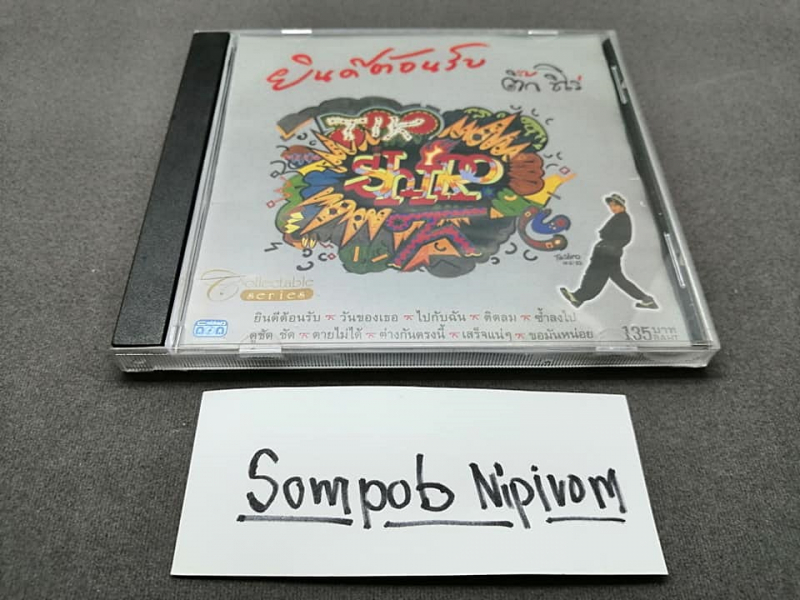 ยินดีต้อนรับ
ติ๊ก ชิโร่
TIK
SHIRO
Collectable
series
ยินดีต้อนรับ วันของเธอ ไปกับฉัน ติดลม ซ้ำลงไป
ดูชัด ชัด ตายไม่ได้ ต่างกันตรงนี้ เสร็จแน่ๆ ขอมันหน่อย
135 บาท
BAHT
Sompob Nipirom